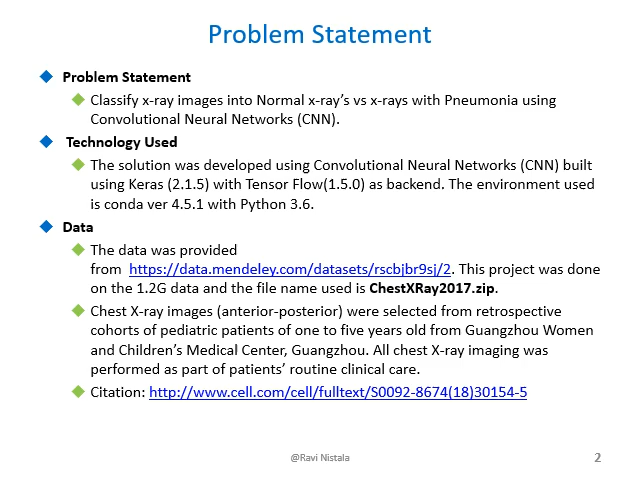 Problem Statement
Problem Statement
Classify x-ray images into Normal x-ray’s vs x-rays with Pneumonia using
Convolutional Neural Networks (CNN).
Technology Used
The solution was developed using Convolutional Neural Networks (CNN) built
using Keras (2.1.5) with Tensor Flow(1.5.0) as backend. The environment used
is conda ver 4.5.1 with Python 3.6.
Data
The data was provided
from https://data.mendeley.com/datasets/rscbjbr9sj/2. This project was done
on the 1.2G data and the file name used is ChestXRay2017.zip.
Chest X-ray images (anterior-posterior) were selected from retrospective
cohorts of pediatric patients of one to five years old from Guangzhou Women
and Children’s Medical Center, Guangzhou. All chest X-ray imaging was
performed as part of patients’ routine clinical care.
Citation: http://www.cell.com/cell/fulltext/S0092-8674(18)30154-5
@Ravi Nistala
2